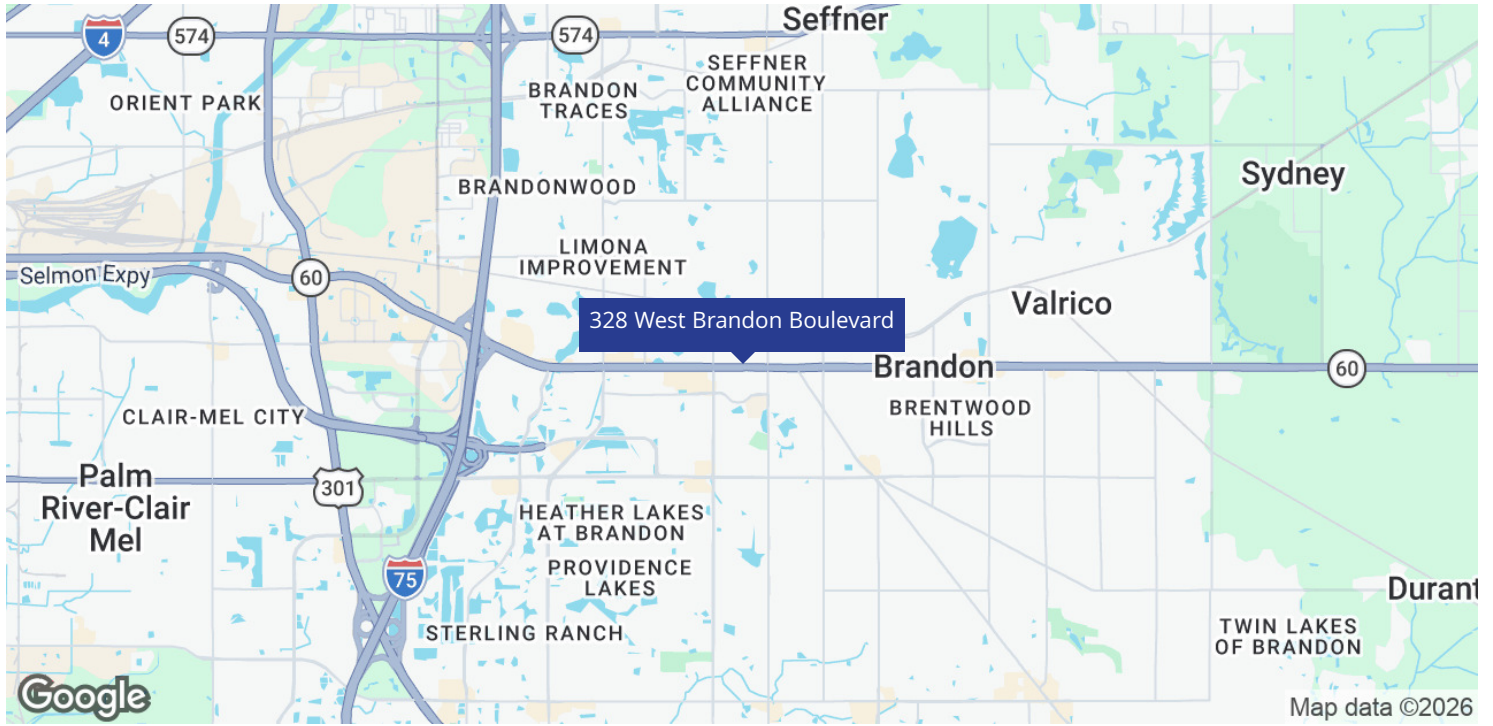 Seffner
4
574
574
SEFFNER
COMMUNITY
ALLIANCE
BRANDON
TRACES
ORIENT PARK
BRANDONWOOD
Sydney
LIMONA
IMPROVEMENT
Selmon Expy
60
Valrico
328 West Brandon Boulevard
Brandon
60
CLAIR-MEL CITY
BRENTWOOD
HILLS
Palm
River-Clair
Mel
301
HEATHER LAKES
AT BRANDON
PROVIDENCE
LAKES
75
Durant
STERLING RANCH
TWIN LAKES
OF BRANDON
Google
Map data ©2026